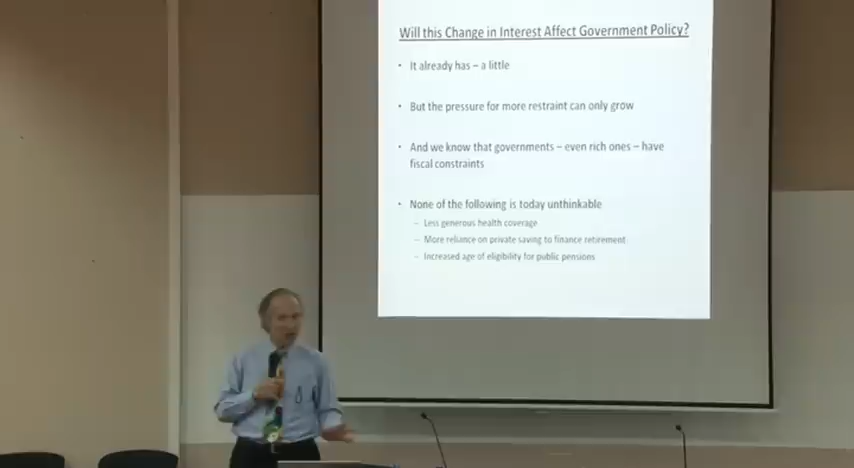 Will this Change in Interest Affect Government Policy?
• It already has – a little
• But the pressure for more restraint can only grow
• And we know that governments – even rich ones – have
fiscal constraints
• None of the following is today unthinkable
– Less generous health coverage
– More reliance on private saving to finance retirement
– Increased age of eligibility for public pensions